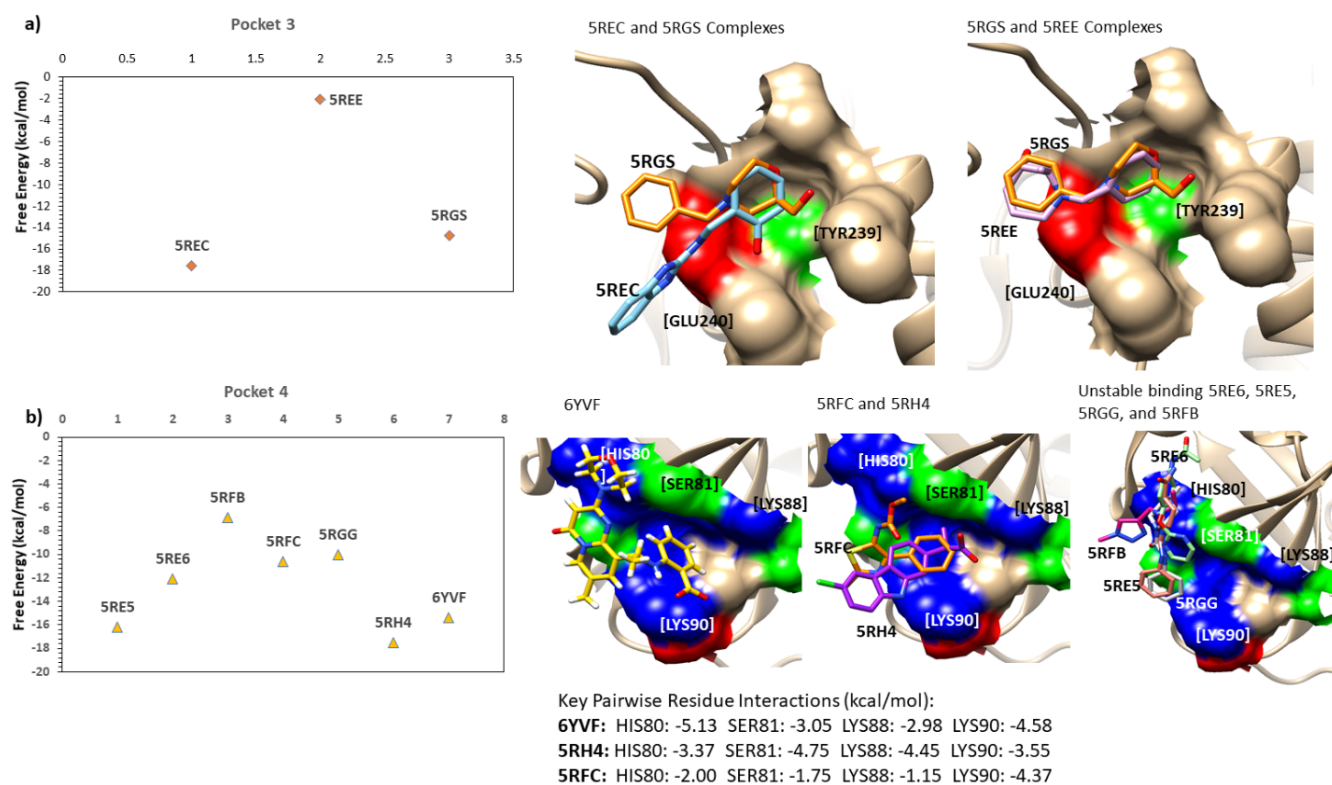 a)
Pocket 3
0 0.5 1 1.5 2 2.5 3 3.5
Free Energy (kcal/mol)
0
-2
-4
-6
-8
-10
-12
-14
-16
-18
-20
5REE
5RGS
5REC
5REC and 5RGS Complexes
5RGS
[TYR239]
5REC
[GLU240]
5RGS and 5REE Complexes
5RGS
[TYR239]
5REE
[GLU240]
b)
Pocket 4
0 1 2 3 4 5 6 7 8
Free Energy (kcal/mol)
0
-2
-4
-6
-8
-10
-12
-14
-16
-18
-20
5RFB
5RFC
5RGG
5RE6
5RE5
6YVF
5RH4
6YVF
[HIS80
]
[SER81]
[LYS88]
[LYS90]
5RFC and 5RH4
[HIS80]
[SER81]
[LYS88]
5RFC
[LYS90]
5RH4
Unstable binding 5RE6, 5RE5,
5RGG, and 5RFB
5RE6
[HIS80]
5RFB
[SER81]
[LYS88]
5RE5
5RGG
[LYS90]
Key Pairwise Residue Interactions (kcal/mol):
6YVF: HIS80: -5.13 SER81: -3.05 LYS88: -2.98 LYS90: -4.58
5RH4: HIS80: -3.37 SER81: -4.75 LYS88: -4.45 LYS90: -3.55
5RFC: HIS80: -2.00 SER81: -1.75 LYS88: -1.15 LYS90: -4.37